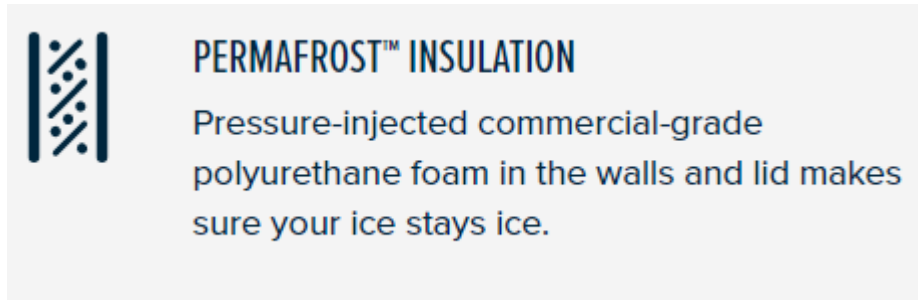 PERMAFROST™ INSULATION
Pressure-injected commercial-grade
polyurethane foam in the walls and lid makes
sure your ice stays ice.